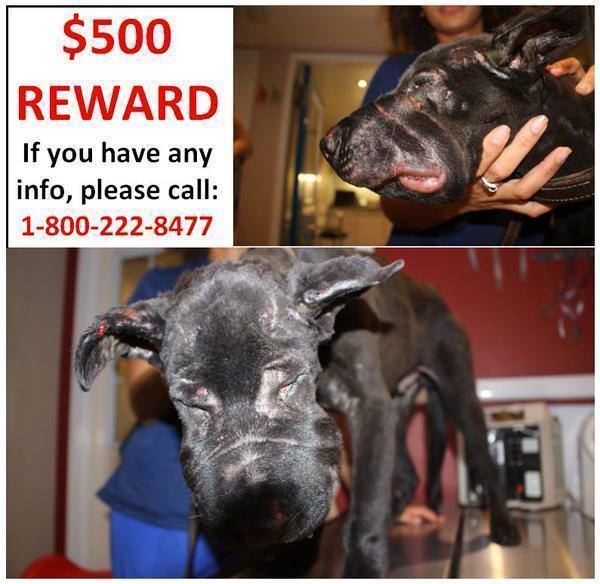 $500
REWARD
If you have any
info, please call:
1-800-222-8477